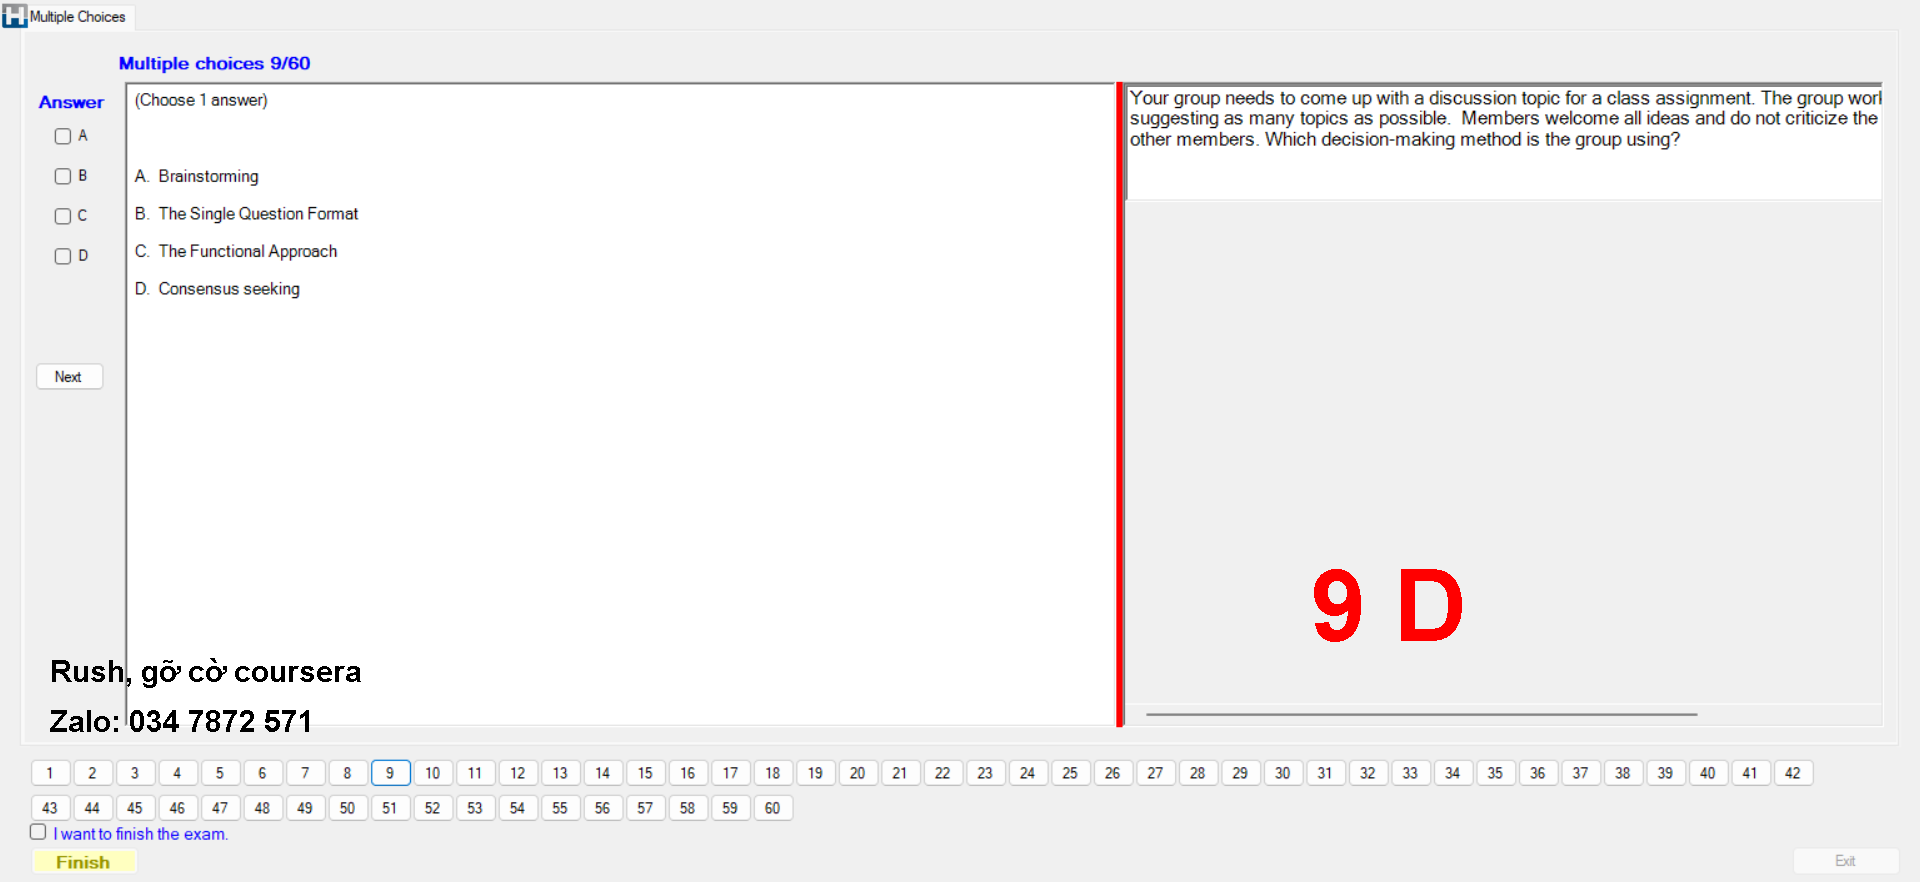 Multiple Choices
Multiple choices 9/60
Answer
A
B
C
D
Next
(Choose 1 answer)
A. Brainstorming
B. The Single Question Format
C. The Functional Approach
D. Consensus seeking
Your group needs to come up with a discussion topic for a class assignment. The group
suggesting as many topics as possible. Members welcome all ideas and do not criticize the
other members. Which decision-making method is the group using?
9 D
Rush, gỡ cờ coursera
Zalo: 034 7872 571
1 2 3 4 5 6 7 8 9 10 11 12 13 14 15 16 17 18 19 20 21 22 23 24 25 26 27 28 29 30 31 32 33 34 35 36 37 38 39 40 41 42
43 44 45 46 47 48 49 50 51 52 53 54 55 56 57 58 59 60
I want to finish the exam.
Finish
Exit